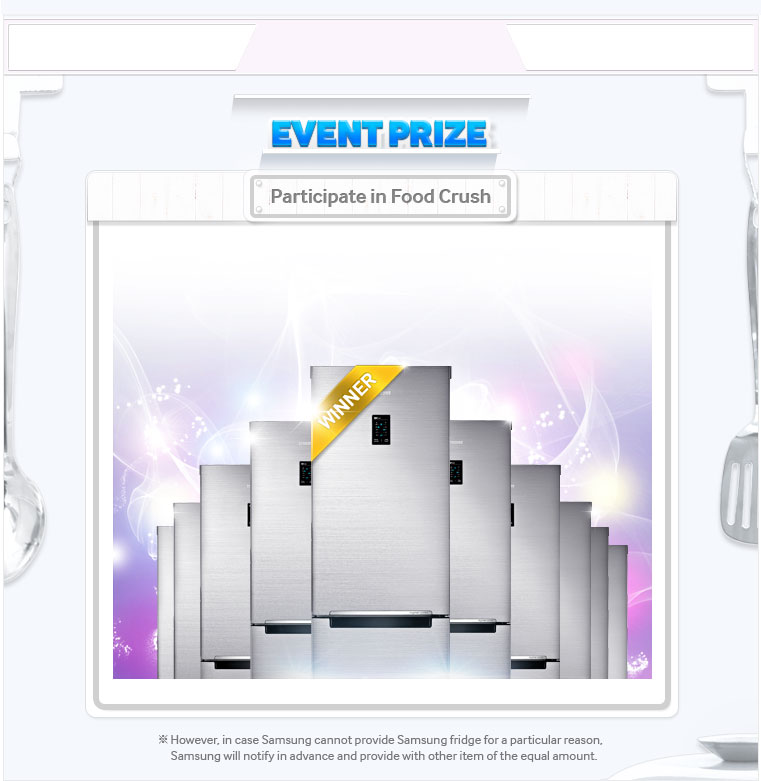 EVENT PRIZE
Participate in Food Crush
WINNER
※ However, in case Samsung cannot provide Samsung fridge for a particular reason,
Samsung will notify in advance and provide with other item of the equal amount.